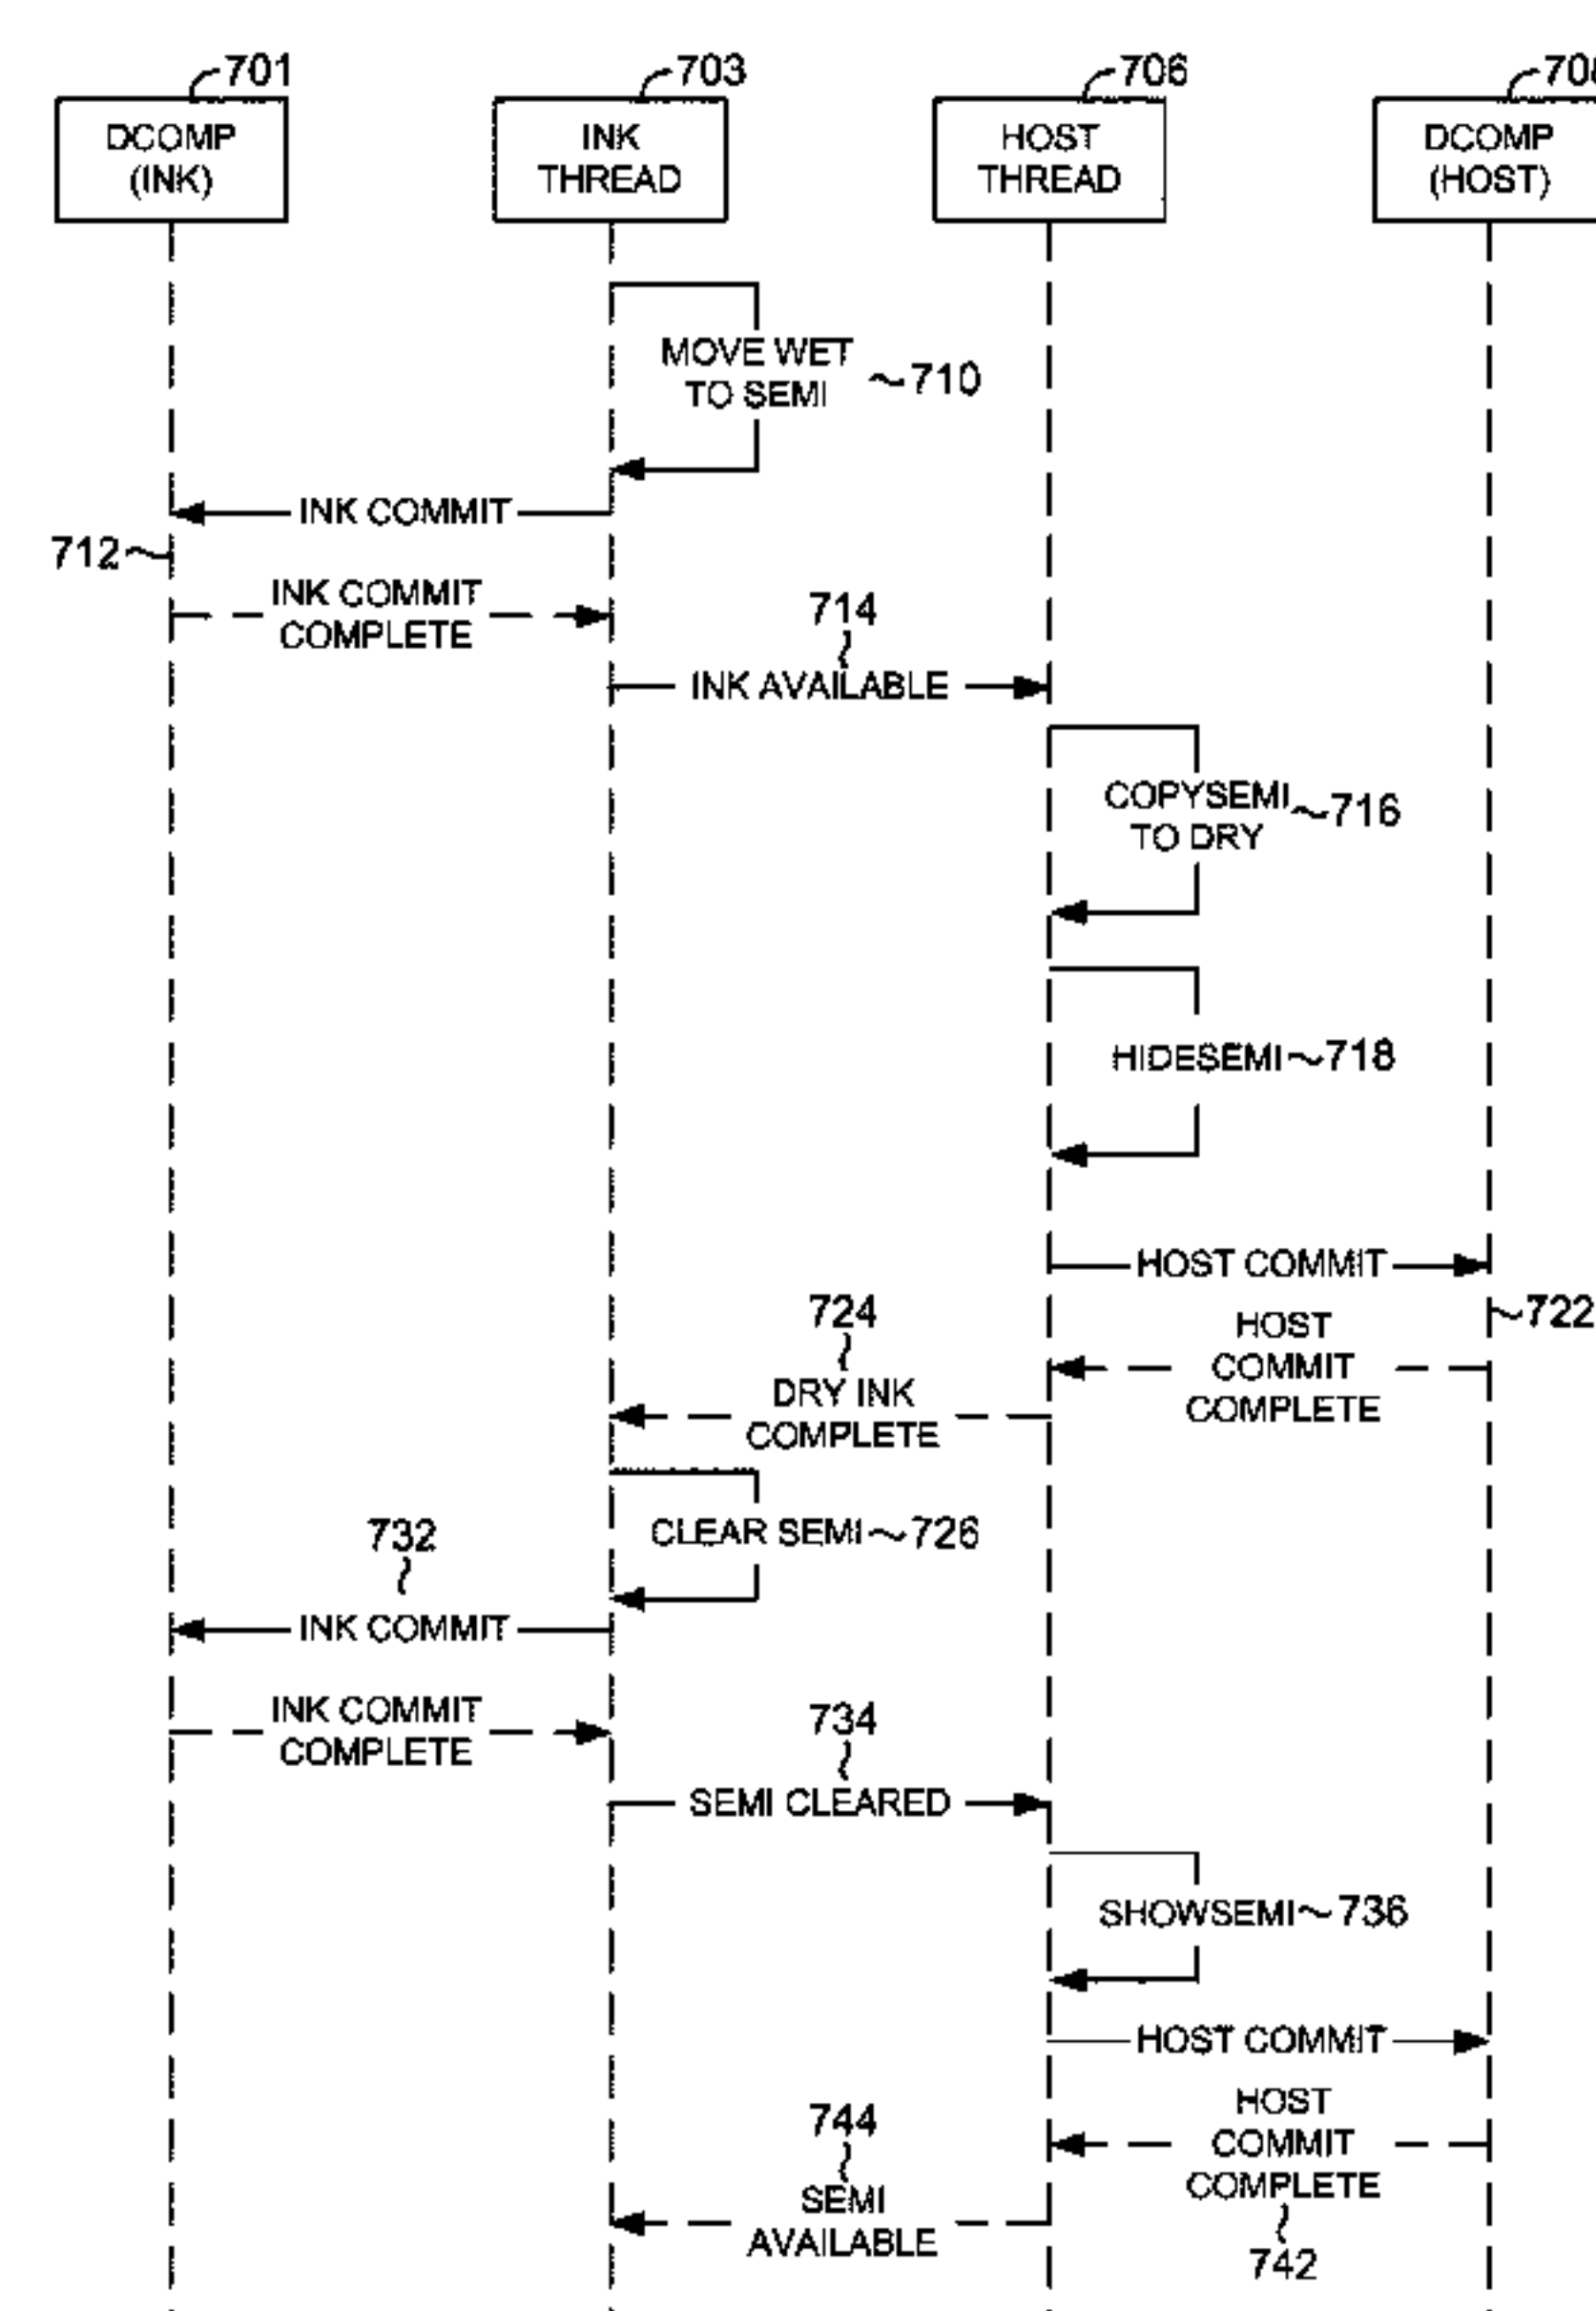 701
703
706
DCOMP
(INK)
INK
THREAD
HOST
THREAD
DCOMP
(HOST)
MOVE WET
TO SEMI
~710
INK COMMIT
712~
INK COMMIT
COMPLETE
714
INK AVAILABLE
COPYSEMI
TO DRY
~716
HIDESEMI~718
HOST COMMIT
~722
HOST
COMMIT
COMPLETE
724
DRY INK
COMPLETE
CLEAR SEMI~726
732
INK COMMIT
INK COMMIT
COMPLETE
734
SEMI CLEARED
SHOWSEMI~736
HOST COMMIT
HOST
COMMIT
COMPLETE
742
744
SEMI
AVAILABLE